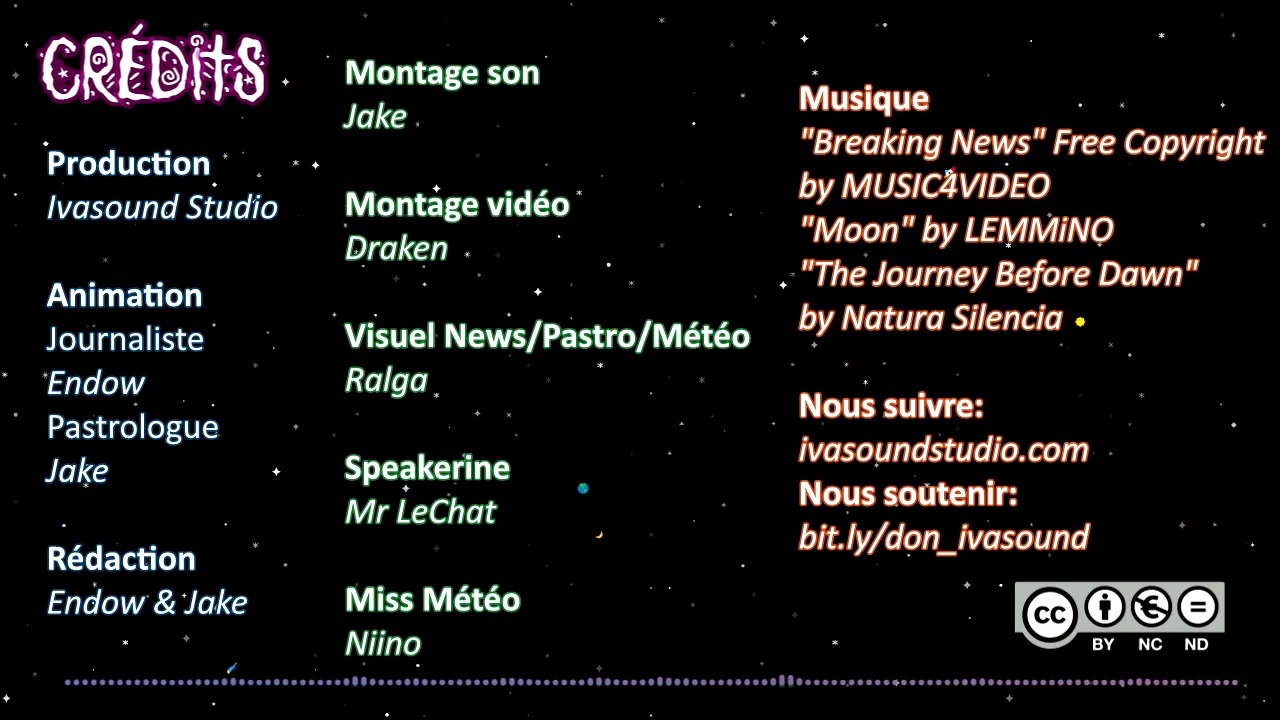 CRÉDITS
Production
Ivasound Studio
Animation
Journaliste
Endow
Pastrologue
Jake
Rédaction
Endow & Jake
Montage son
Jake
Montage vidéo
Draken
Visuel News/Pastro/Météo
Ralga
Speakerine
Mr LeChat
Miss Météo
Niino
Musique
"Breaking News" Free Copyright
by MUSIC4VIDEO
"Moon" by LEMMiNO
"The Journey Before Dawn"
by Natura Silencia
Nous suivre:
ivasoundstudio.com
Nous soutenir:
bit.ly/don_ivasound
cc
BY NC ND